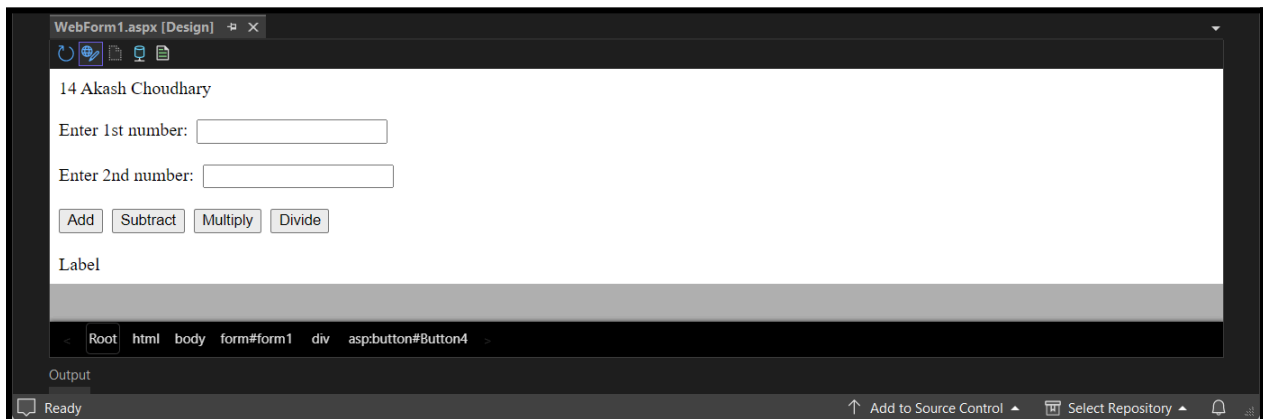 WebForm1.aspx [Design]
14 Akash Choudhary
Enter 1st number:
Enter 2nd number:
Add Subtract Multiply Divide
Label
Root html body form#form1 div asp:button#Button4
Output
Ready Add to Source Control Select Repository